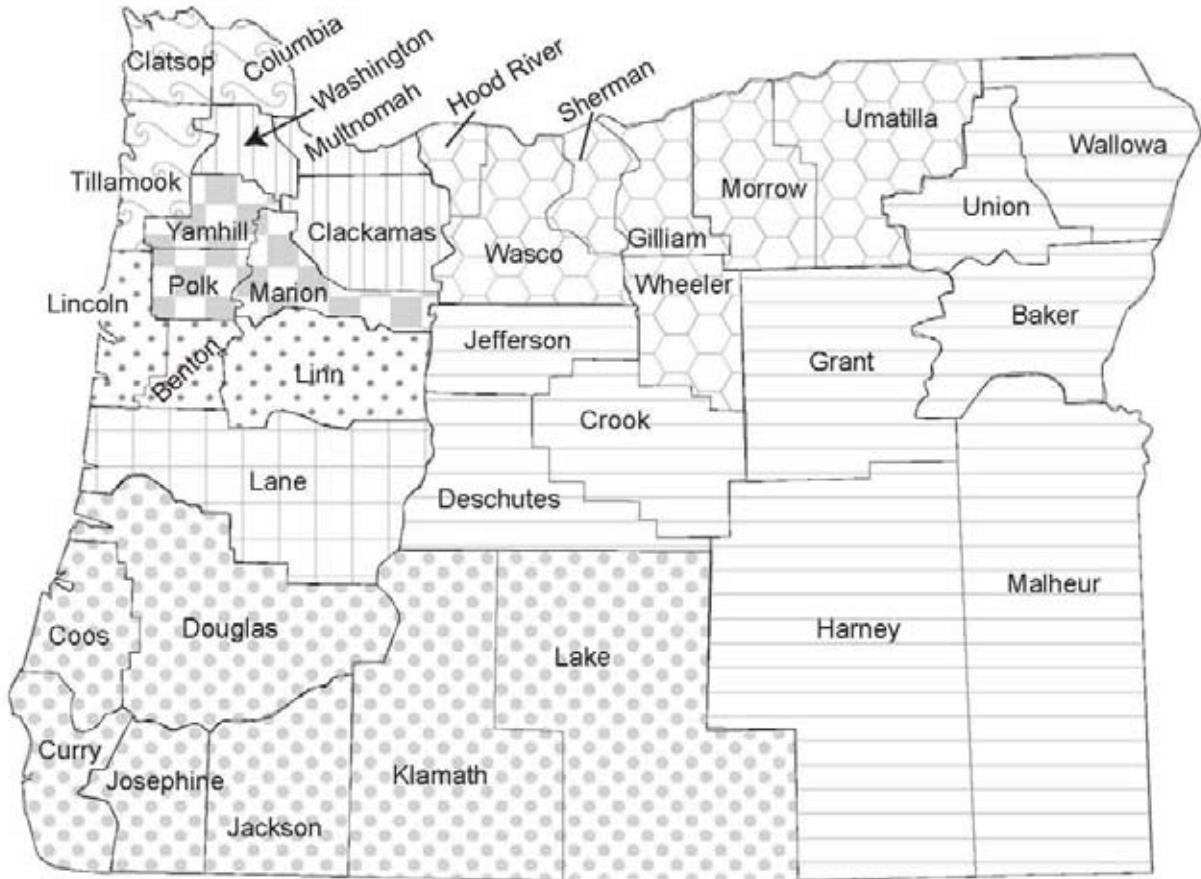 Clatsop
Columbia
Washington
Multnomah
Hood River
Sherman
Umatilla
Wallowa
Tillamook
Yamhill
Clackamas
Wasco
Gilliam
Morrow
Union
Lincoln
Polk
Marion
Wheeler
Baker
Benton
Linn
Jefferson
Grant
Crook
Lane
Deschutes
Malheur
Coos
Douglas
Lake
Harney
Curry
Josephine
Klamath
Jackson